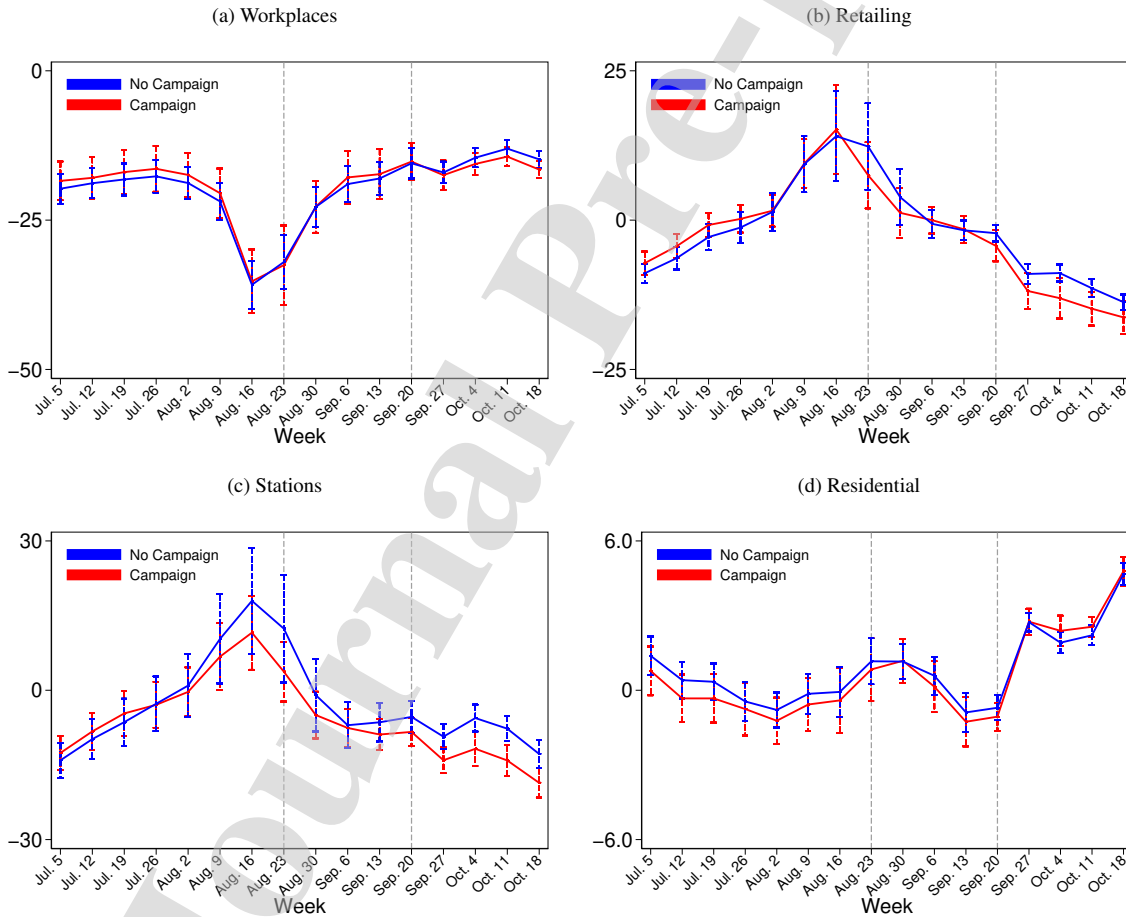 (a) Workplaces
0
−25
−50
No Campaign
Campaign
Jul. 5
Jul. 12
Jul. 19
Jul. 26
Aug. 2
Aug. 9
Aug. 16
Aug. 23
Aug. 30
Sep. 6
Sep. 13
Sep. 20
Sep. 27
Oct. 4
Oct. 11
Oct. 18
Week
(b) Retailing
25
0
−25
No Campaign
Campaign
Jul. 5
Jul. 12
Jul. 19
Jul. 26
Aug. 2
Aug. 9
Aug. 16
Aug. 23
Aug. 30
Sep. 6
Sep. 13
Sep. 20
Sep. 27
Oct. 4
Oct. 11
Oct. 18
Week
(c) Stations
30
0
−30
No Campaign
Campaign
Jul. 5
Jul. 12
Jul. 19
Jul. 26
Aug. 2
Aug. 9
Aug. 16
Aug. 23
Aug. 30
Sep. 6
Sep. 13
Sep. 20
Sep. 27
Oct. 4
Oct. 11
Oct. 18
Week
(d) Residential
6.0
0
−6.0
No Campaign
Campaign
Jul. 5
Jul. 12
Jul. 19
Jul. 26
Aug. 2
Aug. 9
Aug. 16
Aug. 23
Aug. 30
Sep. 6
Sep. 13
Sep. 20
Sep. 27
Oct. 4
Oct. 11
Oct. 18
Week
Journal Pre-